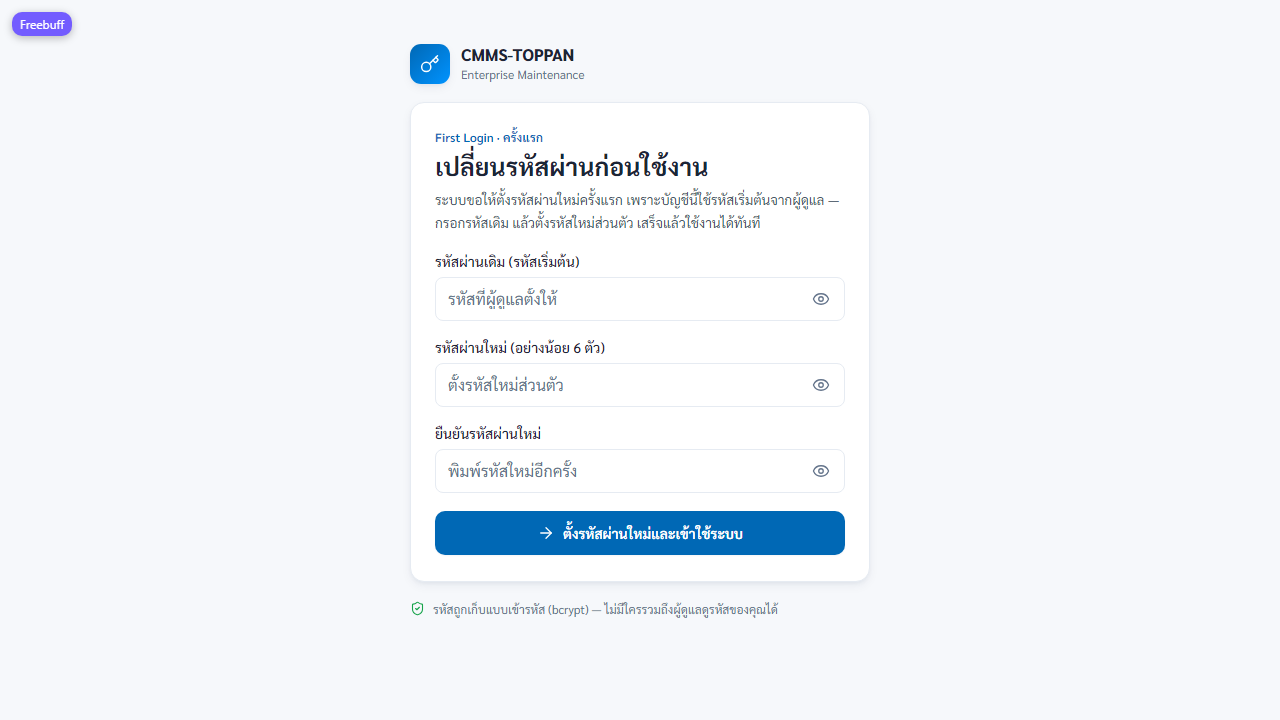 Freebuff
CMMS-TOPPAN
Enterprise Maintenance
First Login · ครั้งแรก
เปลี่ยนรหัสผ่านก่อนใช้งาน
ระบบขอให้ตั้งรหัสผ่านใหม่ครั้งแรก เพราะบัญชีนี้ใช้รหัสเริ่มต้นจากผู้ดูแล —
กรอกรหัสเดิม แล้วตั้งรหัสใหม่ส่วนตัว เสร็จแล้วใช้งานได้ทันที
รหัสผ่านเดิม (รหัสเริ่มต้น)
รหัสที่ผู้ดูแลตั้งให้
รหัสผ่านใหม่ (อย่างน้อย 6 ตัว)
ตั้งรหัสใหม่ส่วนตัว
ยืนยันรหัสผ่านใหม่
พิมพ์รหัสใหม่อีกครั้ง
ตั้งรหัสผ่านใหม่และเข้าใช้ระบบ
รหัสถูกเก็บแบบเข้ารหัส (bcrypt) — ไม่มีใครรวมถึงผู้ดูแลดูรหัสของคุณได้